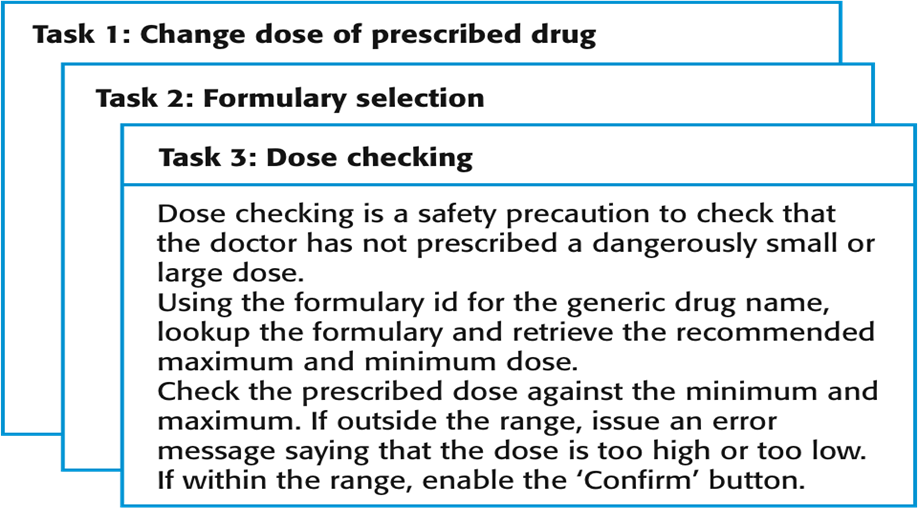 Task 1: Change dose of prescribed drug
Task 2: Formulary selection
Task 3: Dose checking
Dose checking is a safety precaution to check that
the doctor has not prescribed a dangerously small or
large dose.
Using the formulary id for the generic drug name,
lookup the formulary and retrieve the recommended
maximum and minimum dose.
Check the prescribed dose against the minimum and
maximum. If outside the range, issue an error
message saying that the dose is too high or too low.
If within the range, enable the ‘Confirm’ button.